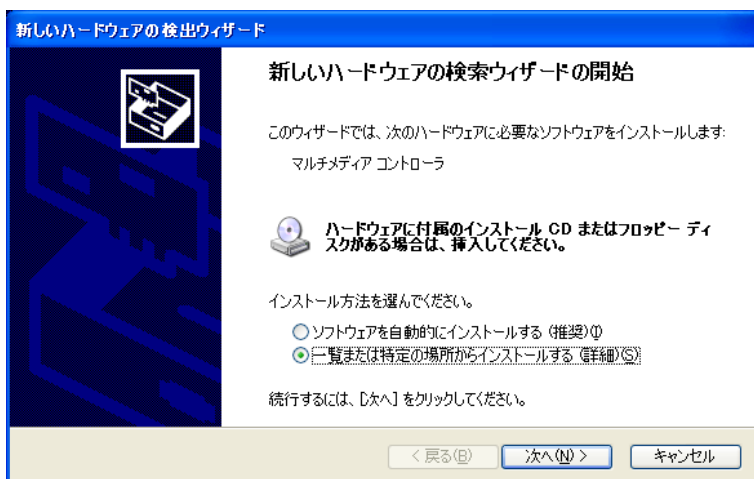 新しいハードウェアの検出ウィザード
新しいハードウェアの検索ウィザードの開始
このウィザードでは、次のハードウェアに必要なソフトウェアをインストールします:
マルチメディア コントローラ
ハードウェアに付属のインストール CD またはフロッピー ディ
スクがある場合は、挿入してください。
インストール方法を選んでください。
ソフトウェアを自動的にインストールする (推奨)(I)
一覧または特定の場所からインストールする (詳細)(S)
続行するには、[次へ] をクリックしてください。
< 戻る(B)
次へ(N) >
キャンセル